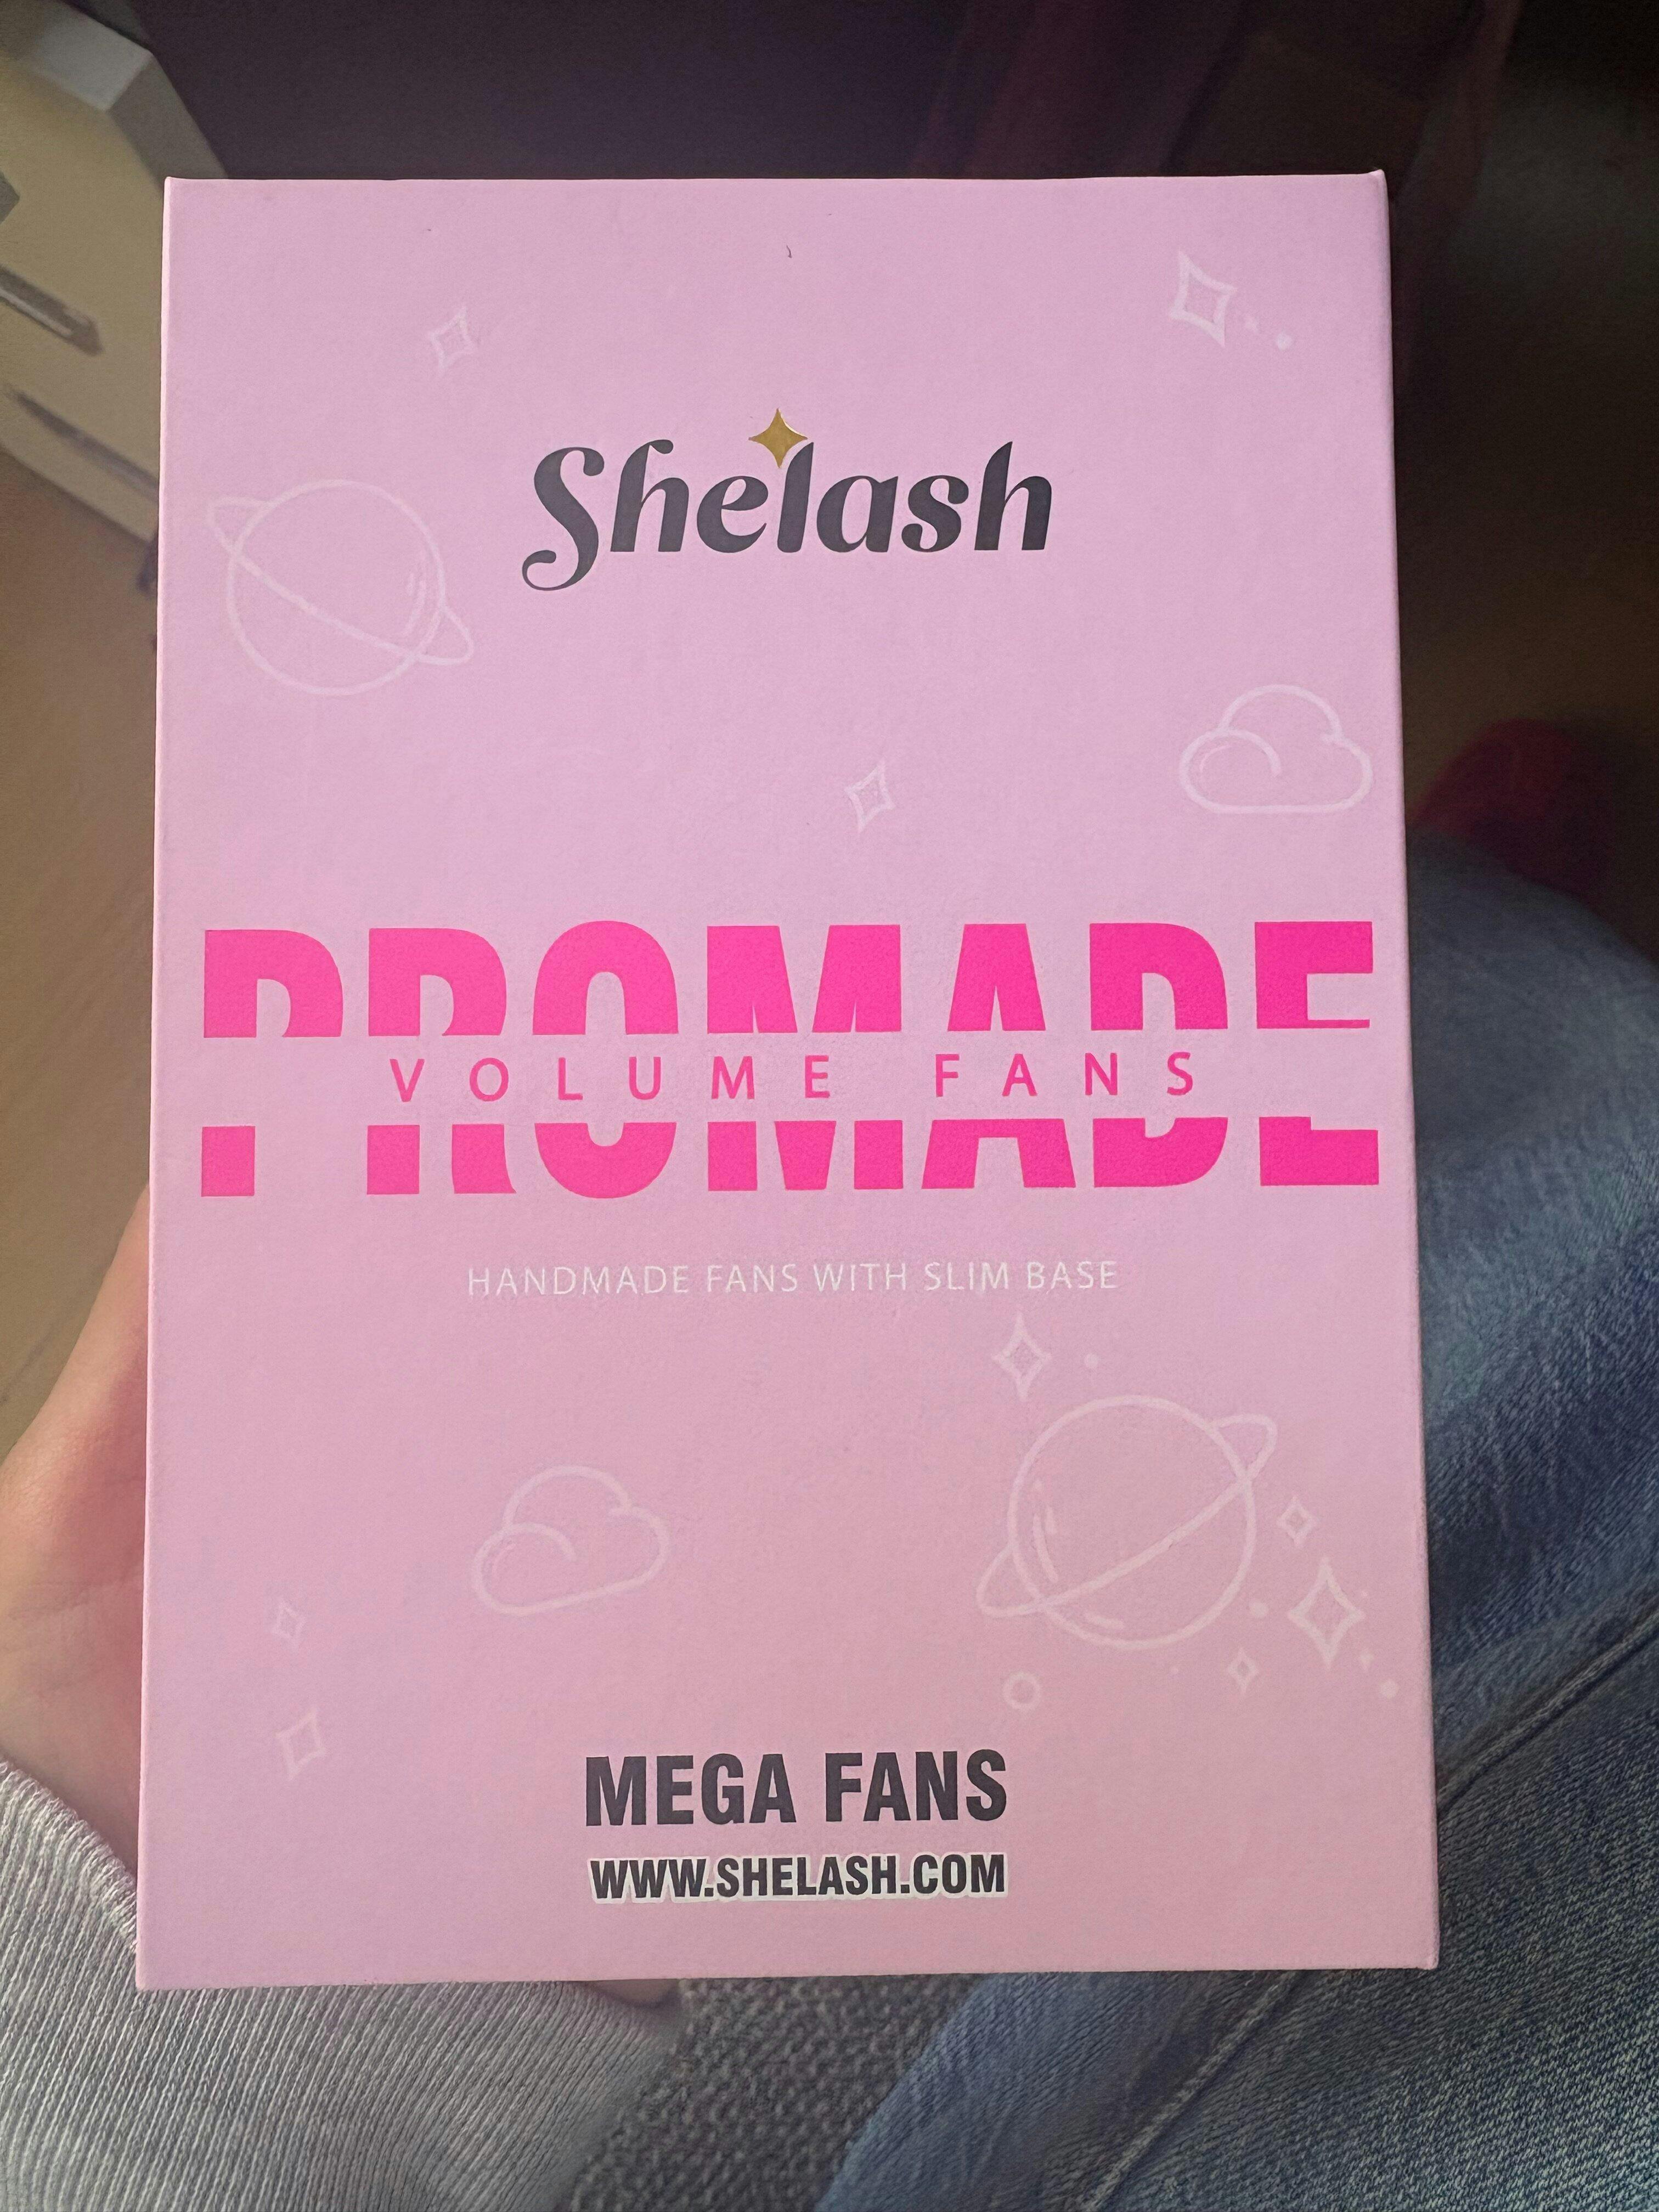 Shelash
PROMADE
VOLUME FANS
HANDMADE FANS WITH SLIM BASE
MEGA FANS
WWW.SHELASH.COM